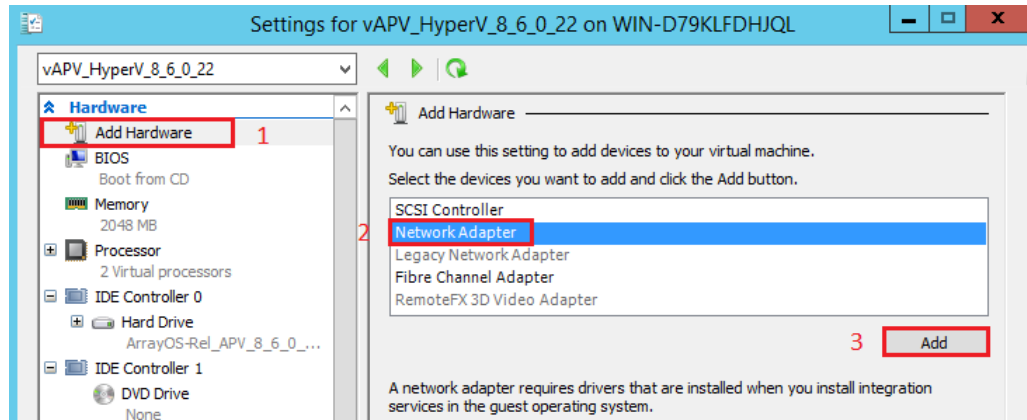 Settings for vAPV_HyperV_8_6_0_22 on WIN-D79KLFDHJQL
vAPV_HyperV_8_6_0_22
Hardware
Add Hardware
1
BIOS
Boot from CD
Memory
2048 MB
Processor
2 Virtual processors
IDE Controller 0
Hard Drive
ArrayOS-Rel_APV_8_6_0_...
IDE Controller 1
DVD Drive
None
Add Hardware
You can use this setting to add devices to your virtual machine.
Select the devices you want to add and click the Add button.
SCSI Controller
2
Network Adapter
Legacy Network Adapter
Fibre Channel Adapter
RemoteFX 3D Video Adapter
3
Add
A network adapter requires drivers that are installed when you install integration
services in the guest operating system.